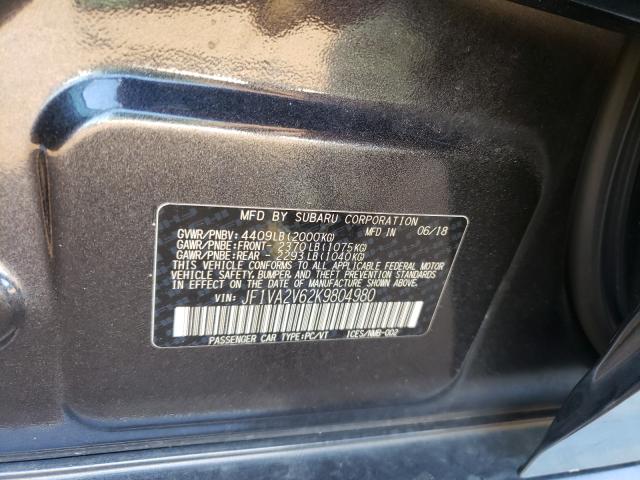 MFD BY SUBARU CORPORATION
GVWR/PNBV: 4409LB(2000KG) MFD IN 06/18
GAWR/PNBE:FRONT- 2370LB(1075KG)
GAWR/PNBE:REAR - 2293LB(1040KG)
THIS VEHICLE CONFORMS TO ALL APPLICABLE FEDERAL MOTOR
VEHICLE SAFETY,BUMPER,AND THEFT PREVENTION STANDARDS
IN EFFECT ON THE DATE OF MANUFACTURE SHOWN ABOVE.
VIN: JF1VA2V62K9804980
PASSENGER CAR TYPE:PC/VT ICES/NMB-002